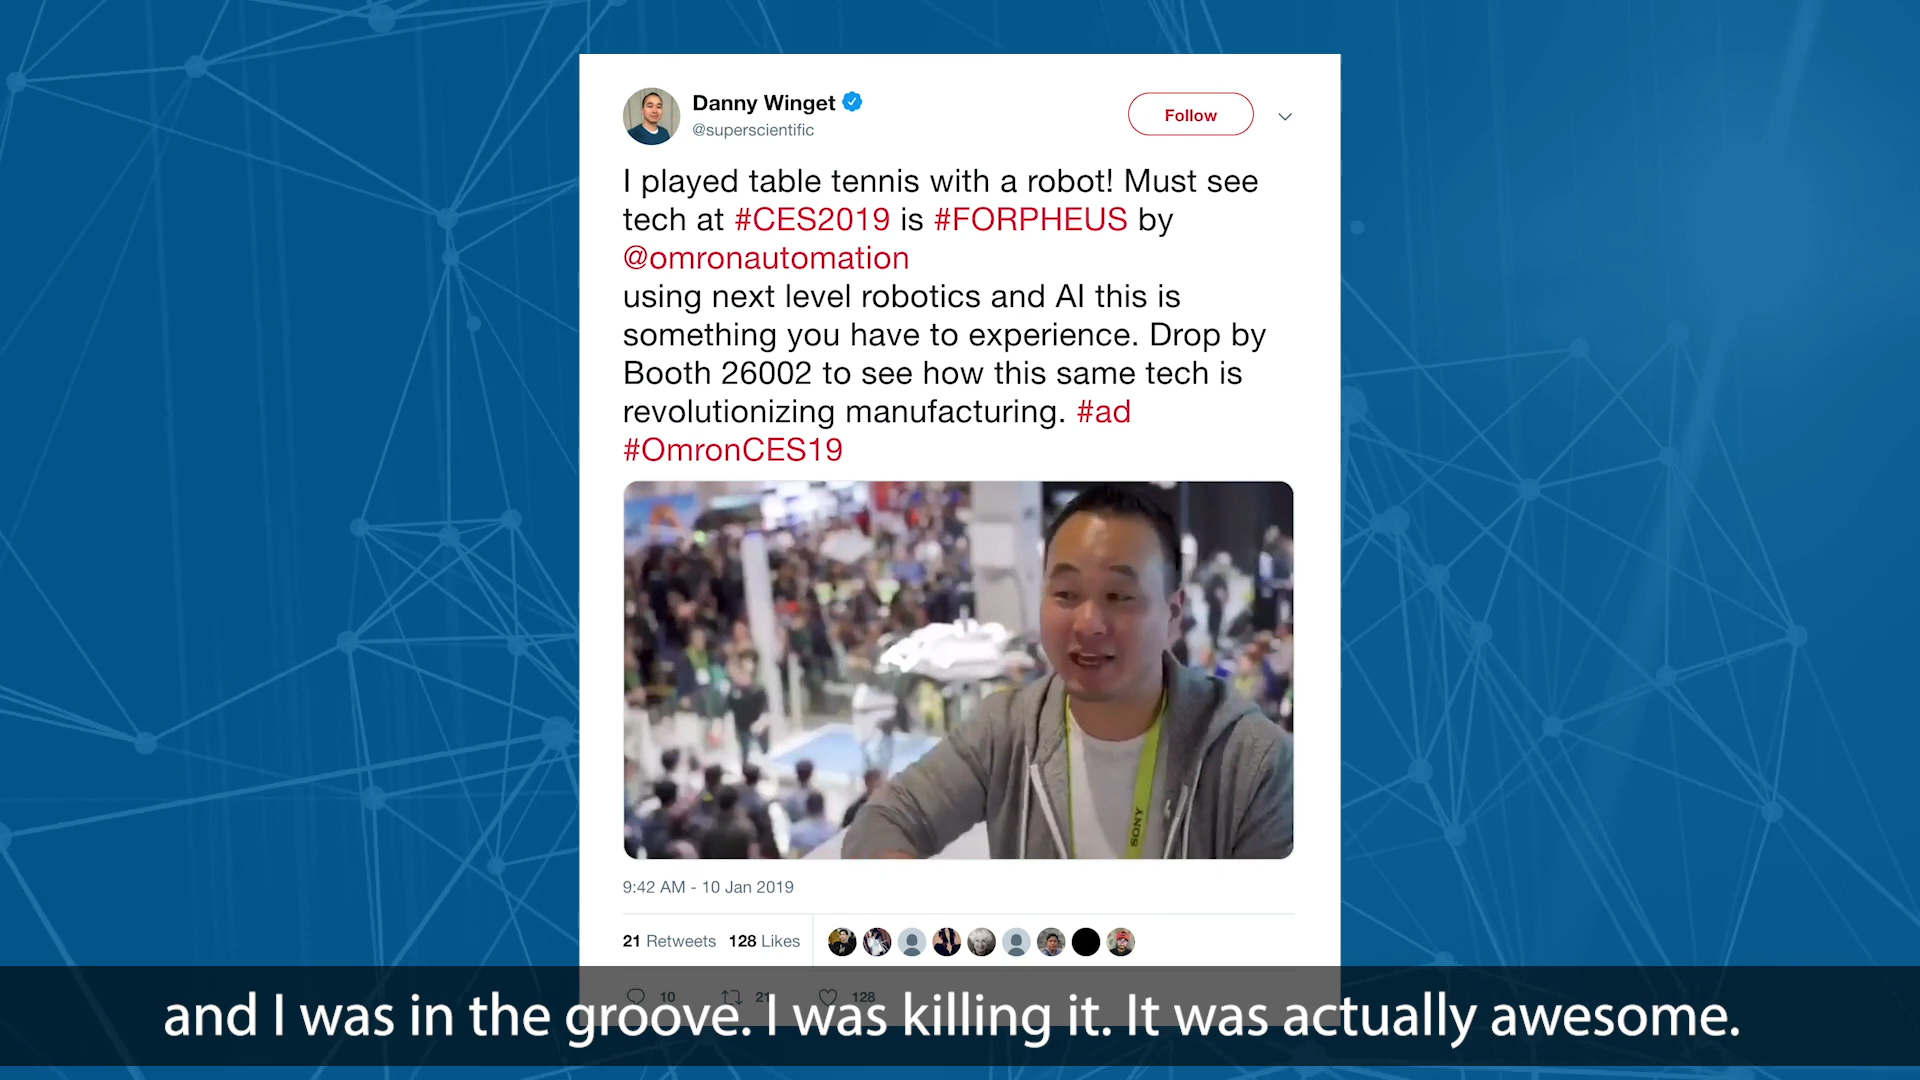 Danny Winget
@superscientific
Follow
I played table tennis with a robot! Must see
tech at #CES2019 is #FORPHEUS by
@omronautomation
using next level robotics and AI this is
something you have to experience. Drop by
Booth 26002 to see how this same tech is
revolutionizing manufacturing. #ad
#OmronCES19
SONY
9:42 AM - 10 Jan 2019
21 Retweets 128 Likes
10 21 128
and I was in the groove. I was killing it. It was actually awesome.